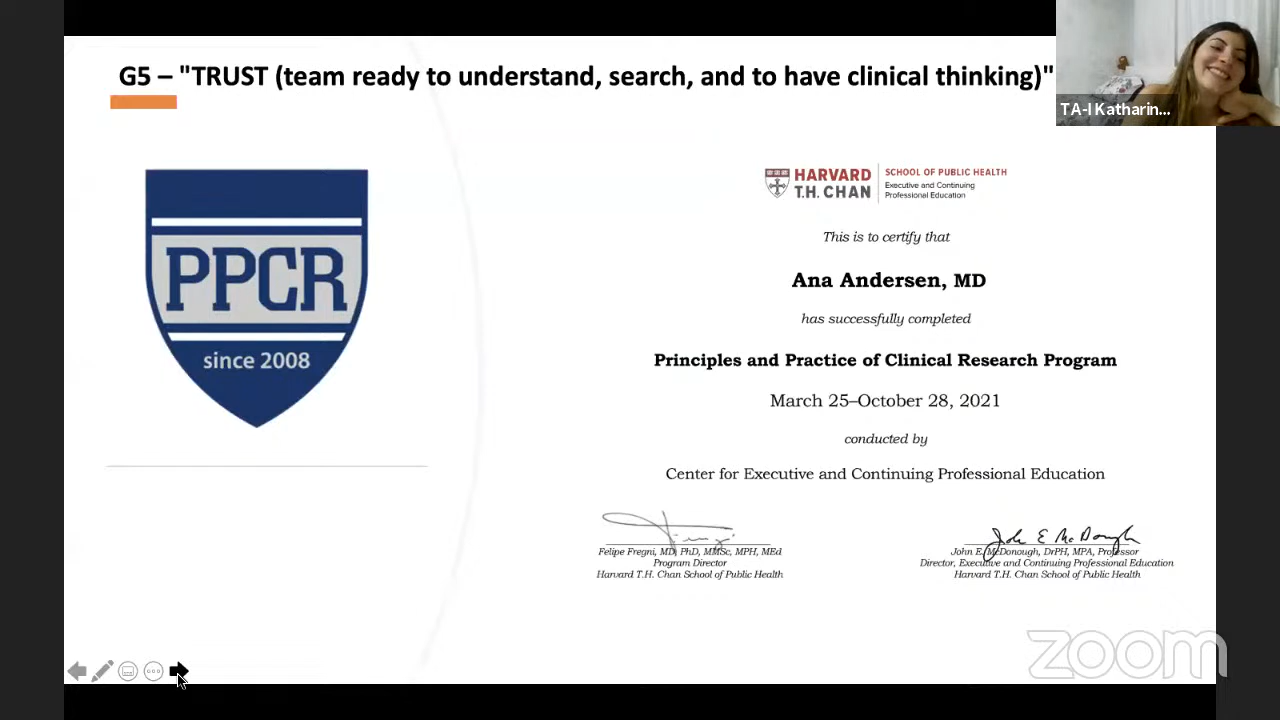 G5 – "TRUST (team ready to understand, search, and to have clinical thinking)"
TA-I Katharin...
PPCR
since 2008
HARVARD
T.H. CHAN
SCHOOL OF PUBLIC HEALTH
Executive and Continuing
Professional Education
This is to certify that
Ana Andersen, MD
has successfully completed
Principles and Practice of Clinical Research Program
March 25–October 28, 2021
conducted by
Center for Executive and Continuing Professional Education
John E McDonough
Felipe Fregni, MD, PhD, MMSc, MPH, MEd
Program Director
Harvard T.H. Chan School of Public Health
John E. McDonough, DrPH, MPA, Professor
Director, Executive and Continuing Professional Education
Harvard T.H. Chan School of Public Health
zoom